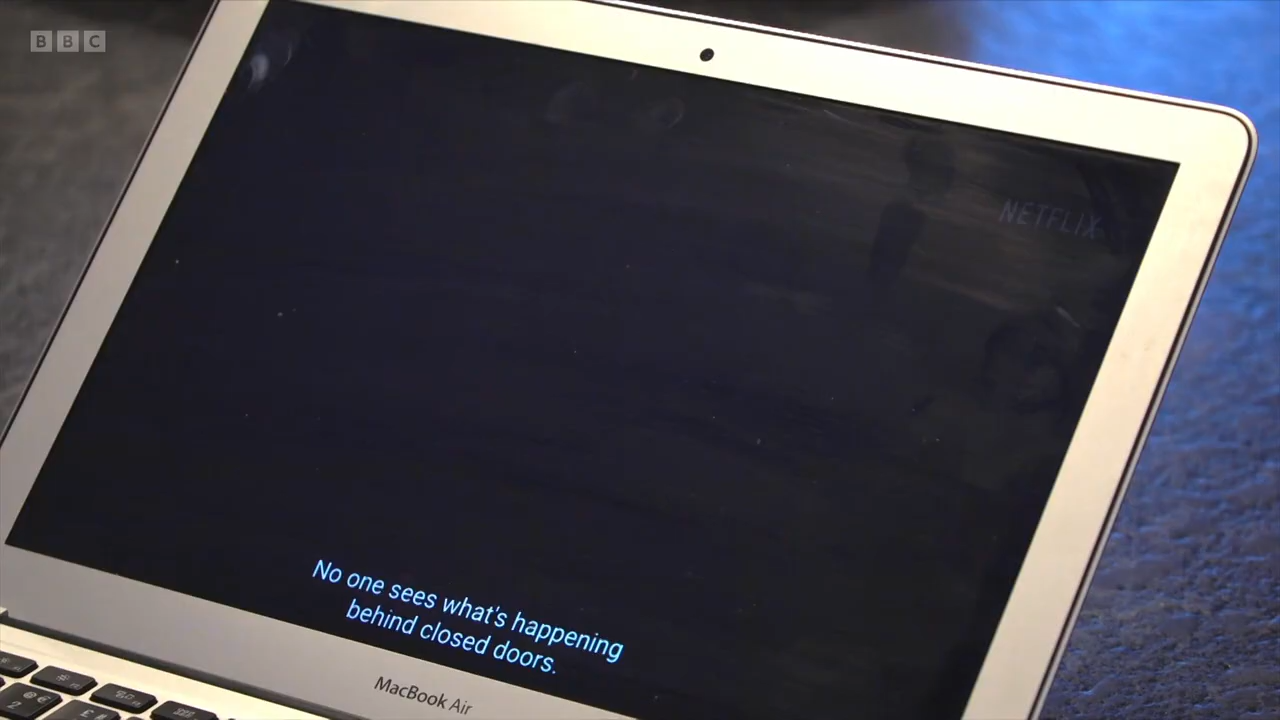 BBC
NETFLIX
No one sees what's happening
behind closed doors.
MacBook Air